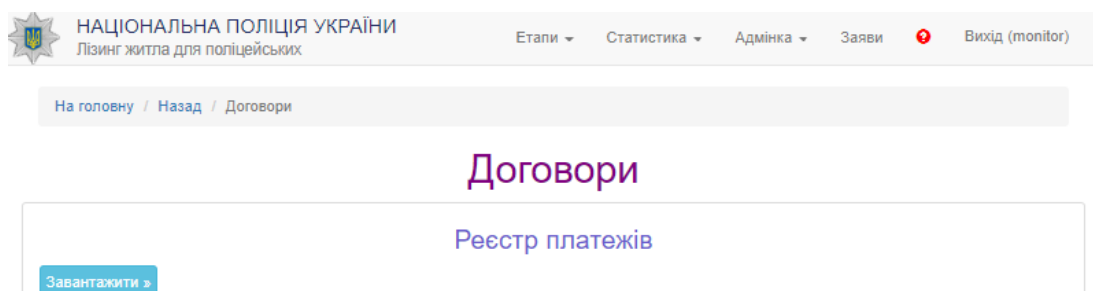 НАЦІОНАЛЬНА ПОЛІЦІЯ УКРАЇНИ
Лізинг житла для поліцейських
Етапи Статистика Адмінка Заяви ? Вихід (monitor)
На головну / Назад / Договори
Договори
Реєстр платежів
Завантажити »